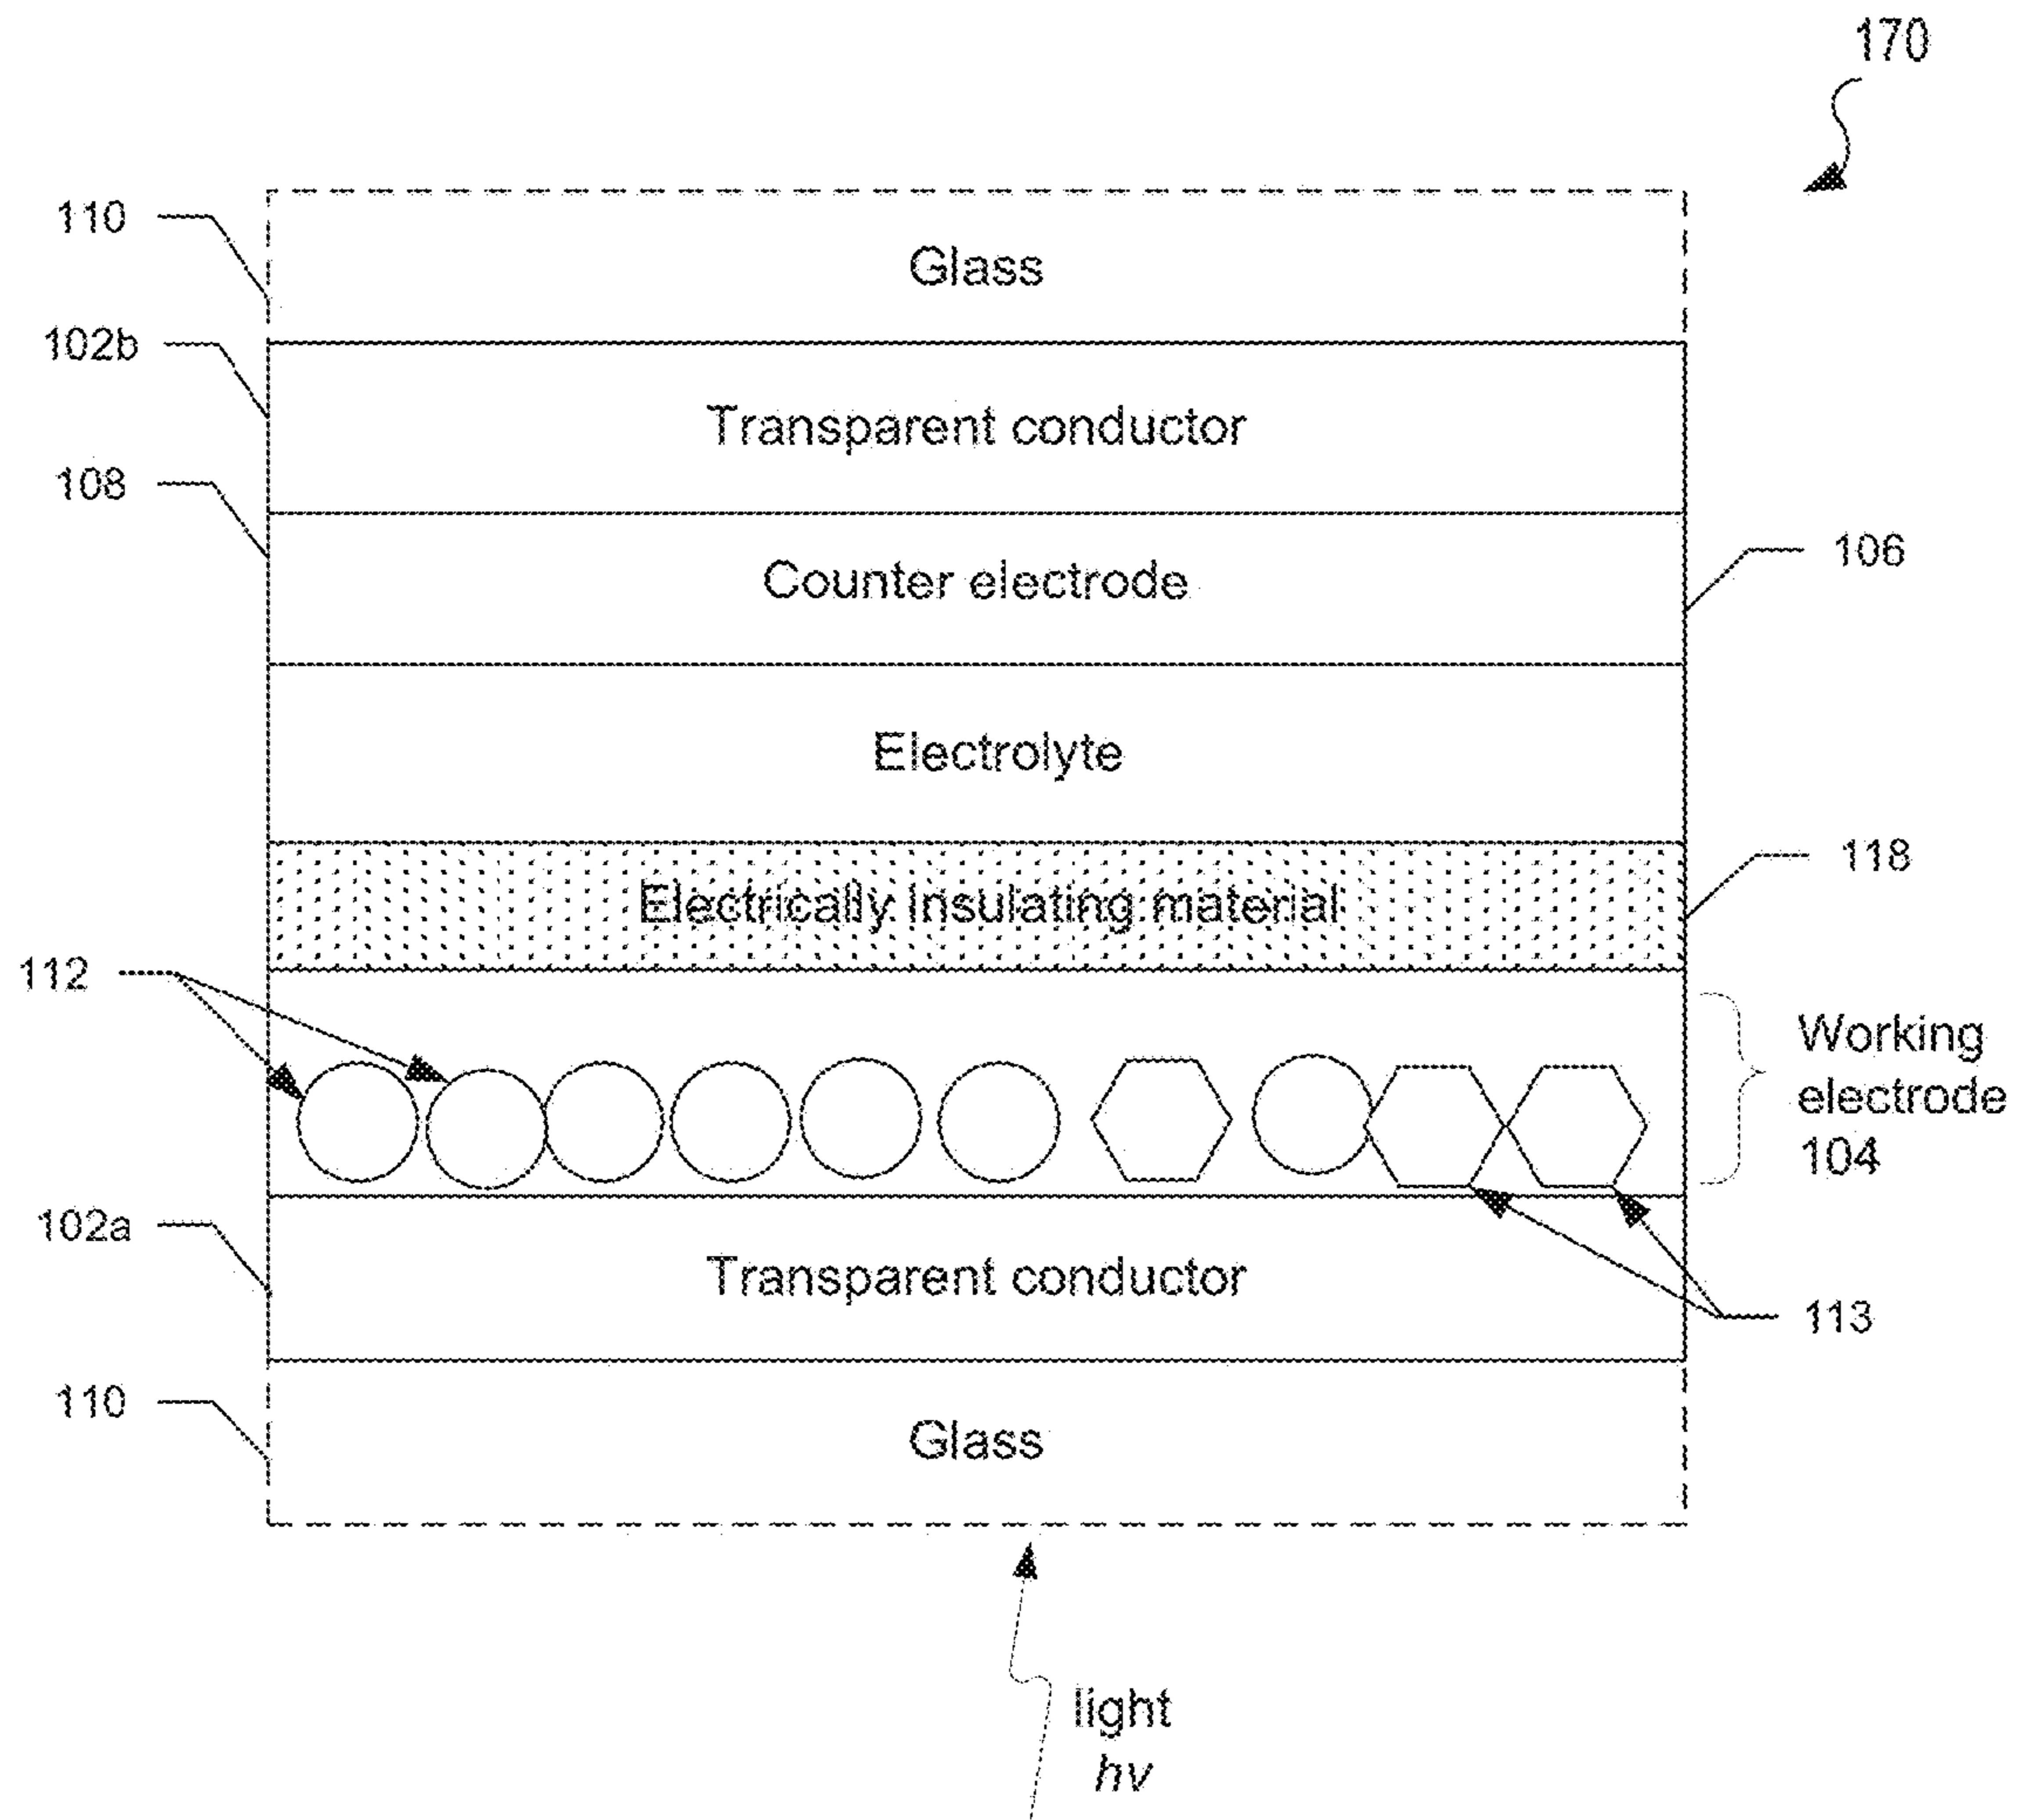 170
110
Glass
102b
Transparent conductor
108
Counter electrode
106
Electrolyte
118
Electrically Insulating material
112
Working
electrode
104
102a
Transparent conductor
113
110
Glass
light
hv